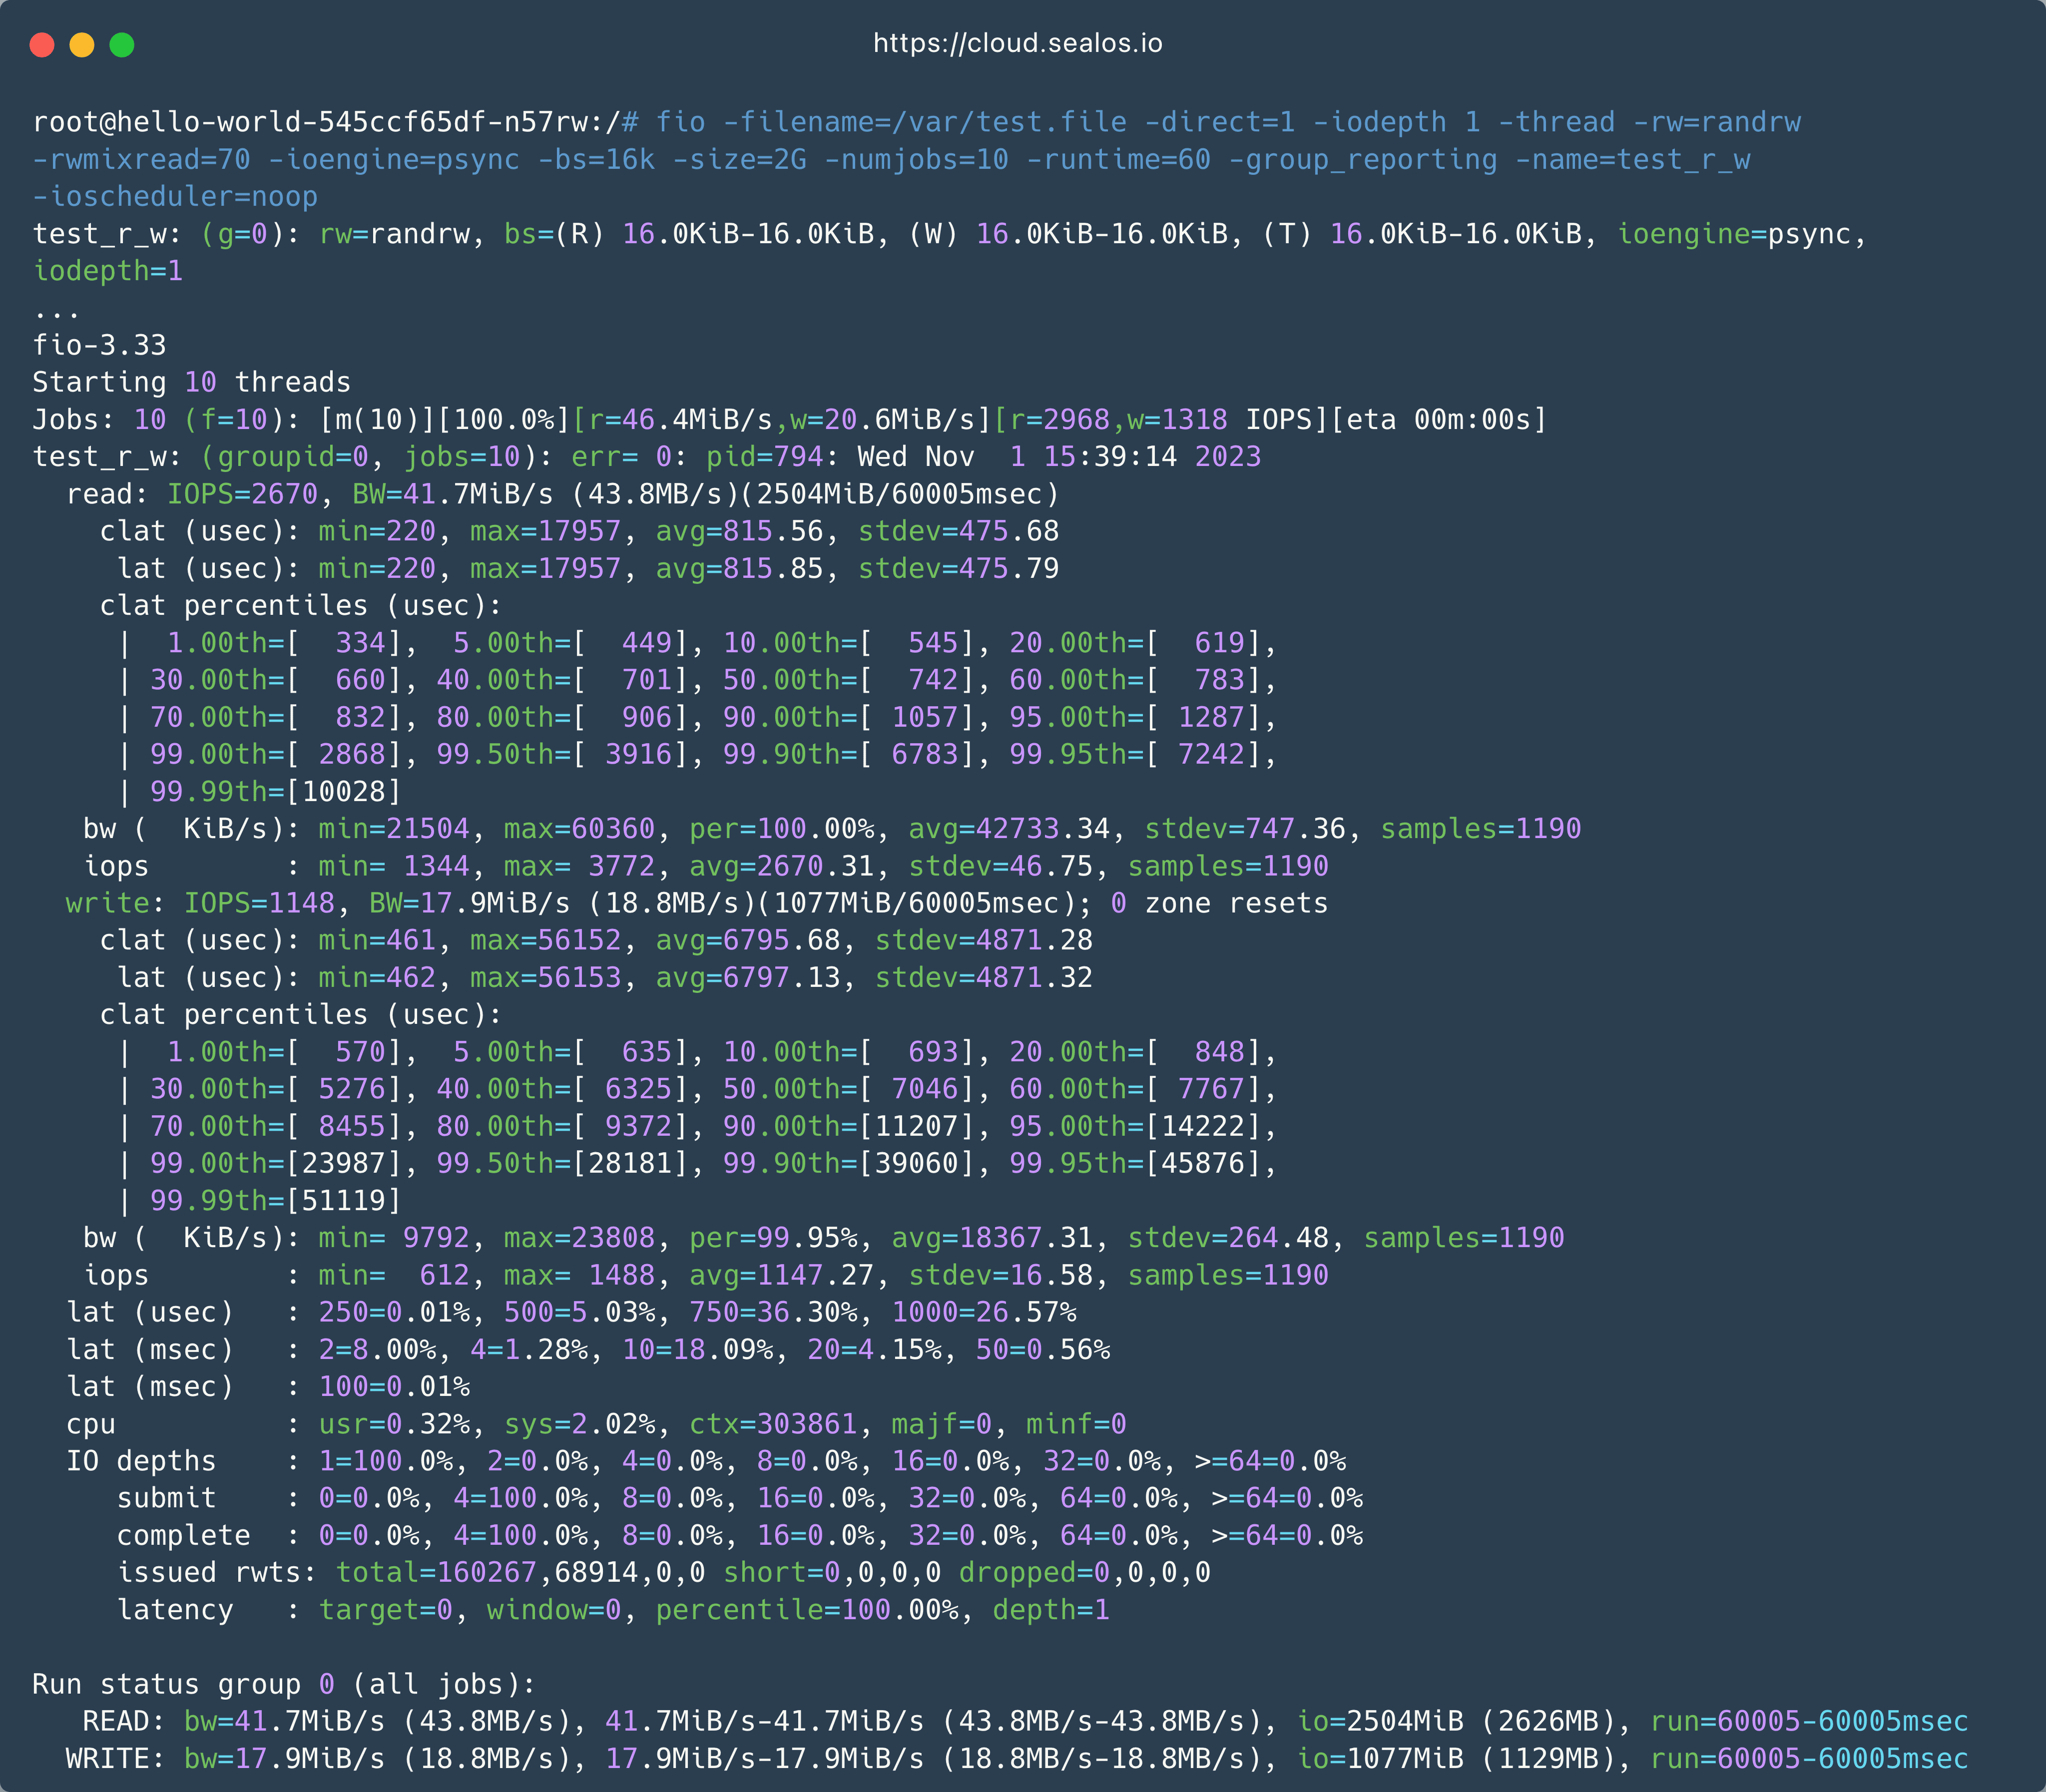 https://cloud.sealos.io
root@hello-world-545ccf65df-n57rw:/# fio -filename=/var/test.file -direct=1 -iodepth 1 -thread -rw=randrw
-rwmixread=70 -ioengine=psync -bs=16k -size=2G -numjobs=10 -runtime=60 -group_reporting -name=test_r_w
-ioscheduler=noop
test_r_w: (g=0): rw=randrw, bs=(R) 16.0KiB-16.0KiB, (W) 16.0KiB-16.0KiB, (T) 16.0KiB-16.0KiB, ioengine=psync,
iodepth=1
...
fio-3.33
Starting 10 threads
Jobs: 10 (f=10): [m(10)][100.0%][r=46.4MiB/s,w=20.6MiB/s][r=2968,w=1318 IOPS][eta 00m:00s]
test_r_w: (groupid=0, jobs=10): err= 0: pid=794: Wed Nov  1 15:39:14 2023
  read: IOPS=2670, BW=41.7MiB/s (43.8MB/s)(2504MiB/60005msec)
    clat (usec): min=220, max=17957, avg=815.56, stdev=475.68
     lat (usec): min=220, max=17957, avg=815.85, stdev=475.79
    clat percentiles (usec):
     |  1.00th=[  334],  5.00th=[  449], 10.00th=[  545], 20.00th=[  619],
     | 30.00th=[  660], 40.00th=[  701], 50.00th=[  742], 60.00th=[  783],
     | 70.00th=[  832], 80.00th=[  906], 90.00th=[ 1057], 95.00th=[ 1287],
     | 99.00th=[ 2868], 99.50th=[ 3916], 99.90th=[ 6783], 99.95th=[ 7242],
     | 99.99th=[10028]
   bw (  KiB/s): min=21504, max=60360, per=100.00%, avg=42733.34, stdev=747.36, samples=1190
   iops        : min= 1344, max= 3772, avg=2670.31, stdev=46.75, samples=1190
  write: IOPS=1148, BW=17.9MiB/s (18.8MB/s)(1077MiB/60005msec); 0 zone resets
    clat (usec): min=461, max=56152, avg=6795.68, stdev=4871.28
     lat (usec): min=462, max=56153, avg=6797.13, stdev=4871.32
    clat percentiles (usec):
     |  1.00th=[  570],  5.00th=[  635], 10.00th=[  693], 20.00th=[  848],
     | 30.00th=[ 5276], 40.00th=[ 6325], 50.00th=[ 7046], 60.00th=[ 7767],
     | 70.00th=[ 8455], 80.00th=[ 9372], 90.00th=[11207], 95.00th=[14222],
     | 99.00th=[23987], 99.50th=[28181], 99.90th=[39060], 99.95th=[45876],
     | 99.99th=[51119]
   bw (  KiB/s): min= 9792, max=23808, per=99.95%, avg=18367.31, stdev=264.48, samples=1190
   iops        : min=  612, max= 1488, avg=1147.27, stdev=16.58, samples=1190
  lat (usec)   : 250=0.01%, 500=5.03%, 750=36.30%, 1000=26.57%
  lat (msec)   : 2=8.00%, 4=1.28%, 10=18.09%, 20=4.15%, 50=0.56%
  lat (msec)   : 100=0.01%
  cpu          : usr=0.32%, sys=2.02%, ctx=303861, majf=0, minf=0
  IO depths    : 1=100.0%, 2=0.0%, 4=0.0%, 8=0.0%, 16=0.0%, 32=0.0%, >=64=0.0%
     submit    : 0=0.0%, 4=100.0%, 8=0.0%, 16=0.0%, 32=0.0%, 64=0.0%, >=64=0.0%
     complete  : 0=0.0%, 4=100.0%, 8=0.0%, 16=0.0%, 32=0.0%, 64=0.0%, >=64=0.0%
     issued rwts: total=160267,68914,0,0 short=0,0,0,0 dropped=0,0,0,0
     latency   : target=0, window=0, percentile=100.00%, depth=1
Run status group 0 (all jobs):
   READ: bw=41.7MiB/s (43.8MB/s), 41.7MiB/s-41.7MiB/s (43.8MB/s-43.8MB/s), io=2504MiB (2626MB), run=60005-60005msec
  WRITE: bw=17.9MiB/s (18.8MB/s), 17.9MiB/s-17.9MiB/s (18.8MB/s-18.8MB/s), io=1077MiB (1129MB), run=60005-60005msec